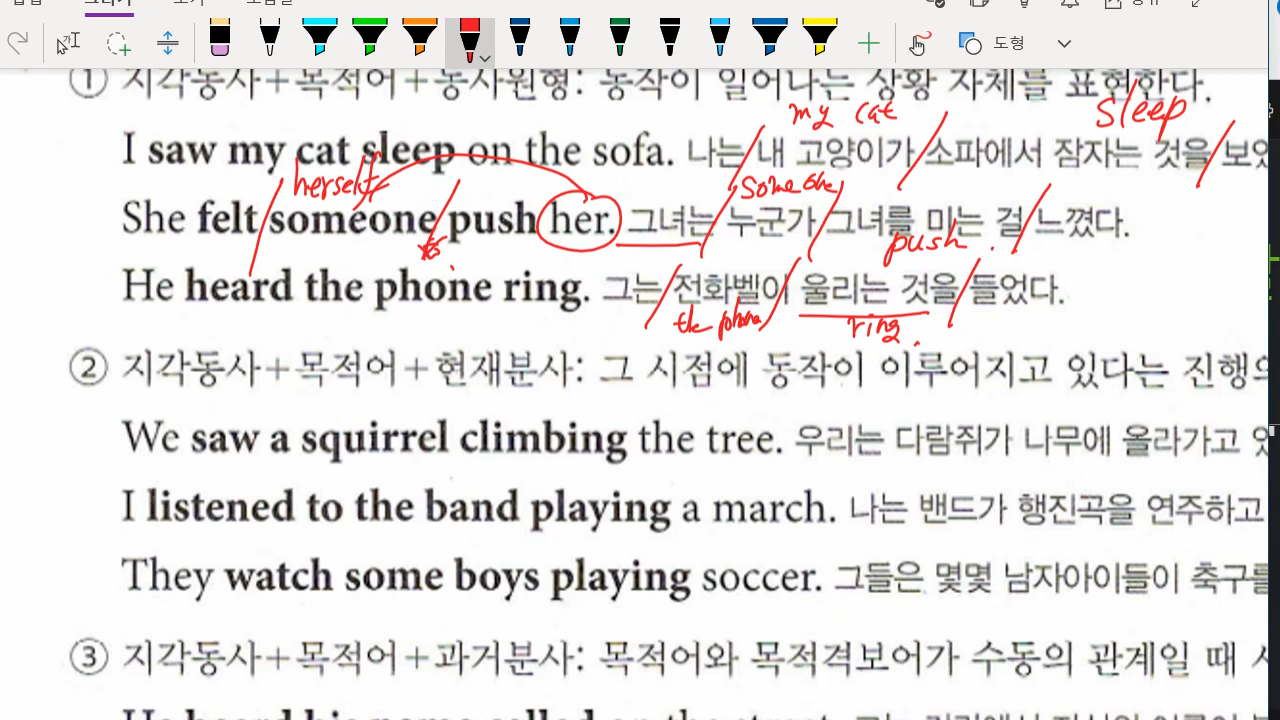 도형
① 지각동사+목적어+동사원형: 동작이 일어나는 상황 자체를 표현한다.
my cat
sleep
I saw my cat sleep on the sofa. 나는 내 고양이가 소파에서 잠자는 것을 보았
herself
someone
She felt someone push her. 그녀는 누군가 그녀를 미는 걸 느꼈다.
push
He heard the phone ring. 그는 전화벨이 울리는 것을 들었다.
the phone
ring.
② 지각동사+목적어+현재분사: 그 시점에 동작이 이루어지고 있다는 진행의
We saw a squirrel climbing the tree. 우리는 다람쥐가 나무에 올라가고
I listened to the band playing a march. 나는 밴드가 행진곡을 연주하고
They watch some boys playing soccer. 그들은 몇몇 남자아이들이 축구를
③ 지각동사+목적어+과거분사: 목적어와 목적격보어가 수동의 관계일 때
He heard his name called on the street.